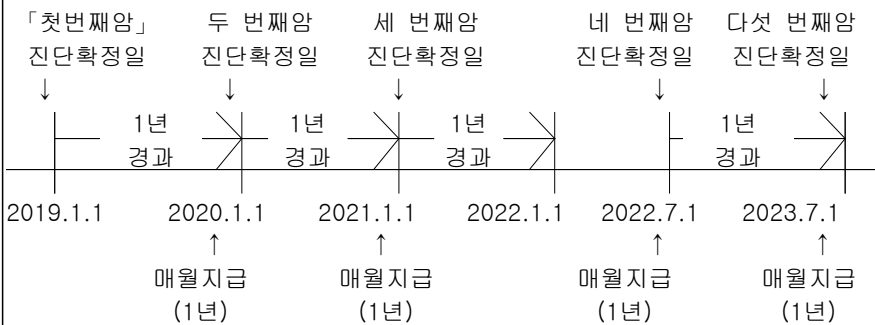 「첫번째암」 두 번째암 세 번째암 네 번째암 다섯 번째암
진단확정일 진단확정일 진단확정일 진단확정일 진단확정일
↓ ↓ ↓ ↓ ↓
1년 1년 1년 1년
경과 경과 경과 경과
2019.1.1 2020.1.1 2021.1.1 2022.1.1 2022.7.1 2023.7.1
↑ ↑ ↑ ↑
매월지급 매월지급 매월지급 매월지급
(1년) (1년) (1년) (1년)